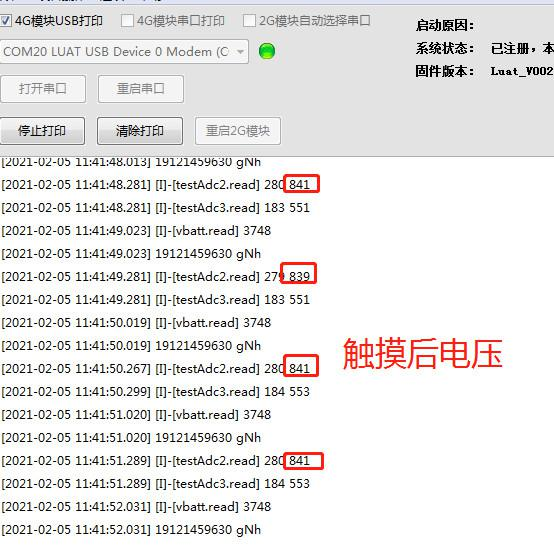 4G模块USB打印 4G模块串口打印 2G模块自动选择串口
启动原因:
COM20 LUAT USB Device 0 Modem (C
系统状态: 已注册，本
固件版本: Luat_V002
打开串口 重启串口
停止打印 清除打印 重启2G模块
[2021-02-05 11:41:48.013] 19121459630 gNh
[2021-02-05 11:41:48.281] [I]-[testAdc2.read] 280 841
[2021-02-05 11:41:48.281] [I]-[testAdc3.read] 183 551
[2021-02-05 11:41:49.023] [I]-[vbatt.read] 3748
[2021-02-05 11:41:49.023] 19121459630 gNh
[2021-02-05 11:41:49.281] [I]-[testAdc2.read] 279 839
[2021-02-05 11:41:49.281] [I]-[testAdc3.read] 183 551
[2021-02-05 11:41:50.019] [I]-[vbatt.read] 3748
[2021-02-05 11:41:50.019] 19121459630 gNh
触摸后电压
[2021-02-05 11:41:50.267] [I]-[testAdc2.read] 280 841
[2021-02-05 11:41:50.299] [I]-[testAdc3.read] 184 553
[2021-02-05 11:41:51.020] [I]-[vbatt.read] 3748
[2021-02-05 11:41:51.020] 19121459630 gNh
[2021-02-05 11:41:51.289] [I]-[testAdc2.read] 280 841
[2021-02-05 11:41:51.289] [I]-[testAdc3.read] 184 553
[2021-02-05 11:41:52.031] [I]-[vbatt.read] 3748
[2021-02-05 11:41:52.031] 19121459630 gNh